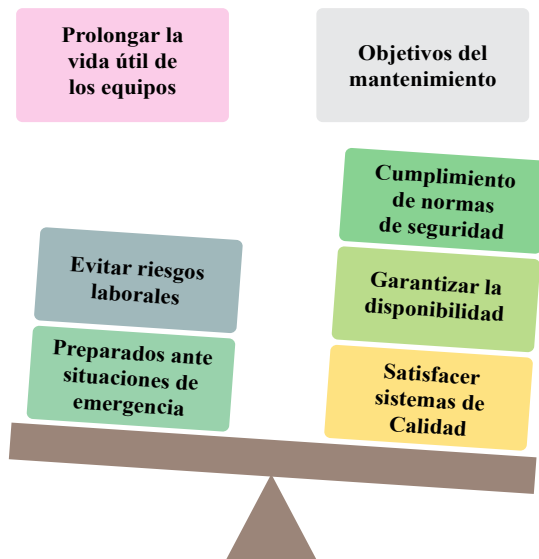 Prolongar la
vida útil de
los equipos
Objetivos del
mantenimiento
Cumplimiento
de normas
de seguridad
Evitar riesgos
laborales
Garantizar la
disponibilidad
Preparados ante
situaciones de
emergencia
Satisfacer
sistemas de
Calidad